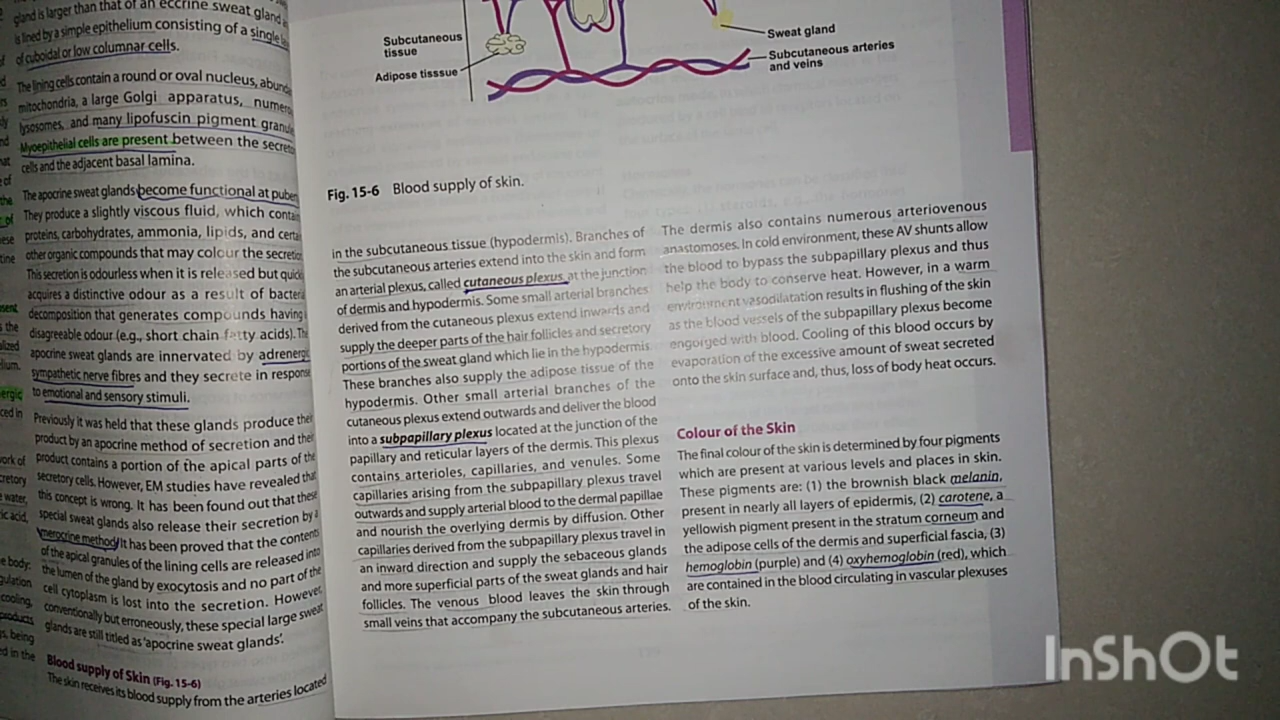 gland is larger than that of an eccrine sweat gland
is lined by a simple epithelium consisting of a single
of cuboidal or low columnar cells.
The lining cells contain a round or oval nucleus,
mitochondria, a large Golgi apparatus,
lysosomes, and many lipofuscin pigment
Myoepithelial cells are present between the
cells and the adjacent basal lamina.
The apocrine sweat glands become functional at
They produce a slightly viscous fluid, which
proteins, carbohydrates, ammonia, lipids, and
other organic compounds that may colour the
This secretion is odourless when it is released but
acquires a distinctive odour as a result of
decomposition that generates compounds having
disagreeable odour (e.g., short chain fatty acids).
apocrine sweat glands are innervated by
sympathetic nerve fibres and they secrete in
to emotional and sensory stimuli.
Previously it was held that these glands produce
product by an apocrine method of secretion and
product contains a portion of the apical parts of the
secretory cells. However, EM studies have revealed
this concept is wrong. It has been found out that these
special sweat glands also release their secretion by a
merocrine method. It has been proved that the
of the apical granules of the lining cells are released into
the lumen of the gland by exocytosis and no part of the
cell cytoplasm is lost into the secretion.
conventionally but erroneously, these special large sweat
glands are still titled as 'apocrine sweat glands'.
Blood supply of Skin (Fig. 15-6)
The skin receives its blood supply from the arteries located
Subcutaneous
tissue
Adipose tisssue
Sweat gland
Subcutaneous arteries
and veins
Fig. 15-6 Blood supply of skin.
in the subcutaneous tissue (hypodermis). Branches of
the subcutaneous arteries extend into the skin and form
an arterial plexus, called cutaneous plexus, at the junction
of dermis and hypodermis. Some small arterial branches
derived from the cutaneous plexus extend inwards and
supply the deeper parts of the hair follicles and secretory
portions of the sweat gland which lie in the hypodermis
These branches also supply the adipose tissue of the
hypodermis. Other small arterial branches of the
cutaneous plexus extend outwards and deliver the blood
into a subpapillary plexus located at the junction of the
papillary and reticular layers of the dermis. This plexus
contains arterioles, capillaries, and venules. Some
capillaries arising from the subpapillary plexus travel
outwards and supply arterial blood to the dermal papillae
and nourish the overlying dermis by diffusion. Other
capillaries derived from the subpapillary plexus travel in
an inward direction and supply the sebaceous glands
and more superficial parts of the sweat glands and hair
follicles. The venous blood leaves the skin through
small veins that accompany the subcutaneous arteries.
The dermis also contains numerous arteriovenous
anastomoses. In cold environment, these AV shunts allow
the blood to bypass the subpapillary plexus and thus
help the body to conserve heat. However, in a warm
environment vasodilatation results in flushing of the skin
as the blood vessels of the subpapillary plexus become
engorged with blood. Cooling of this blood occurs by
evaporation of the excessive amount of sweat secreted
onto the skin surface and, thus, loss of body heat occurs.
Colour of the Skin
The final colour of the skin is determined by four pigments
which are present at various levels and places in skin.
These pigments are: (1) the brownish black melanin,
present in nearly all layers of epidermis, (2) carotene, a
yellowish pigment present in the stratum corneum and
the adipose cells of the dermis and superficial fascia, (3)
hemoglobin (purple) and (4) oxyhemoglobin (red), which
are contained in the blood circulating in vascular plexuses
of the skin.
InShOt